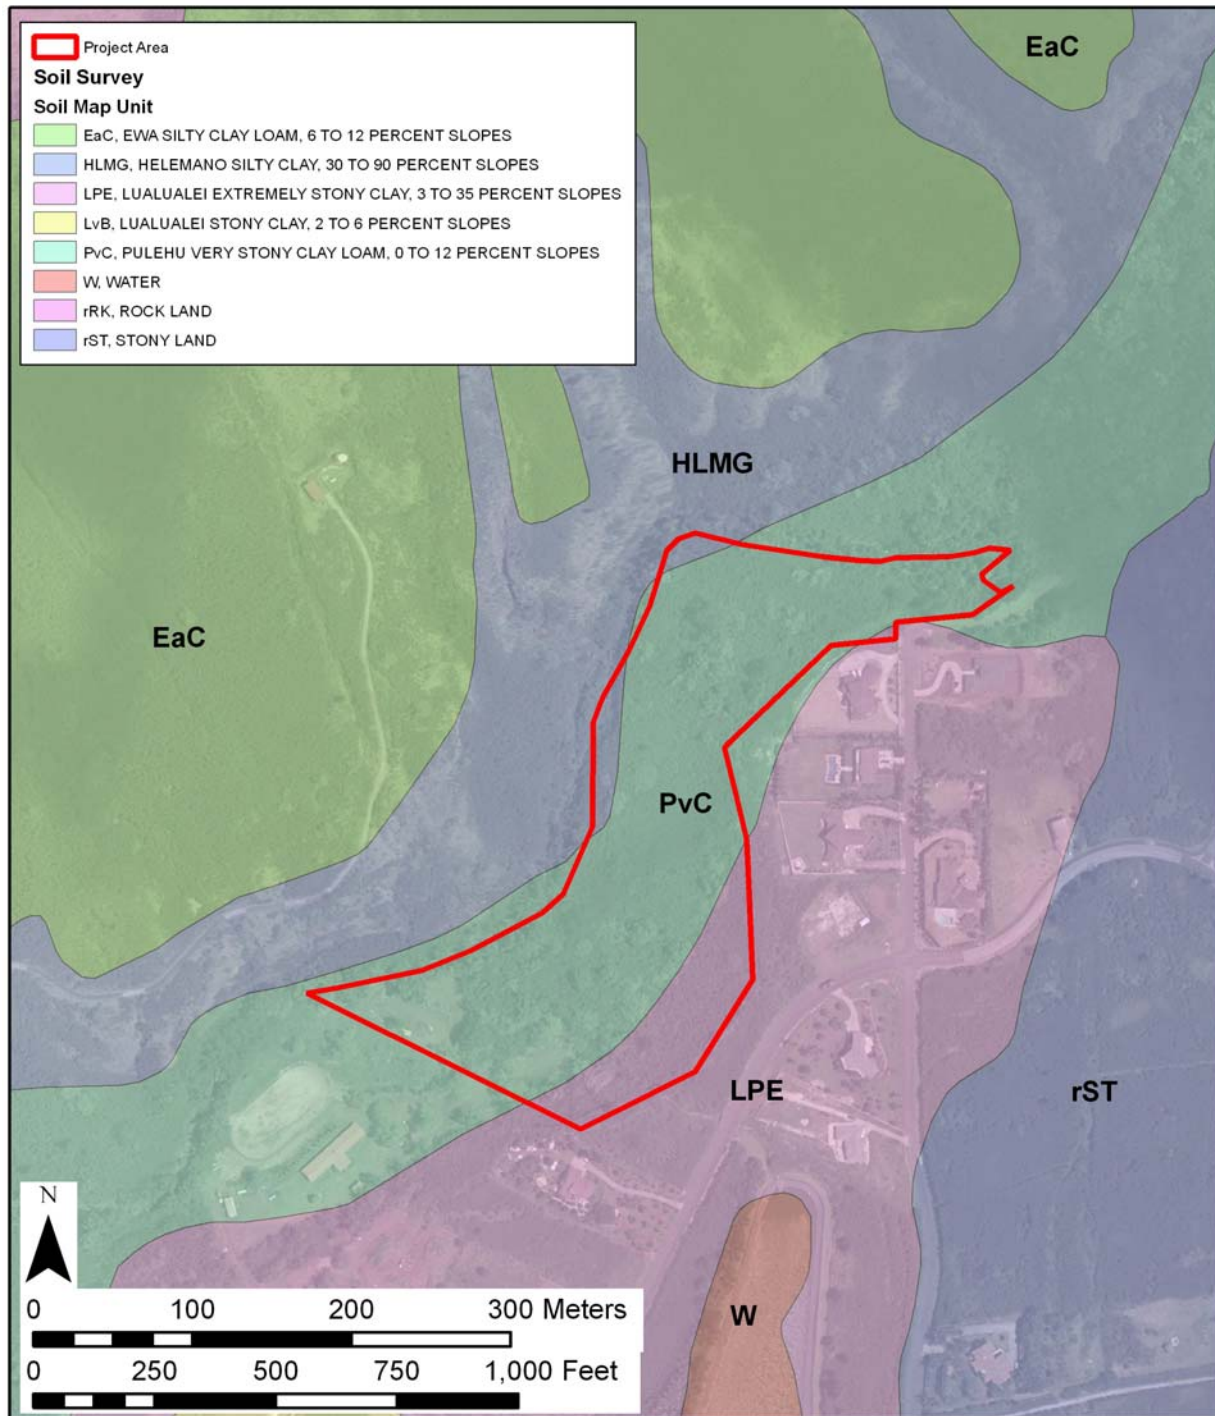 Project Area
Soil Survey
Soil Map Unit
EaC, EWA SILTY CLAY LOAM, 6 TO 12 PERCENT SLOPES
HLMG, HELEMANO SILTY CLAY, 30 TO 90 PERCENT SLOPES
LPE, LUALUALEI EXTREMELY STONY CLAY, 3 TO 35 PERCENT SLOPES
LvB, LUALUALEI STONY CLAY, 2 TO 6 PERCENT SLOPES
PvC, PULEHU VERY STONY CLAY LOAM, 0 TO 12 PERCENT SLOPES
W, WATER
rRK, ROCK LAND
rST, STONY LAND
EaC
HLMG
EaC
PvC
LPE
rST
W
N
0 100 200 300 Meters
0 250 500 750 1,000 Feet